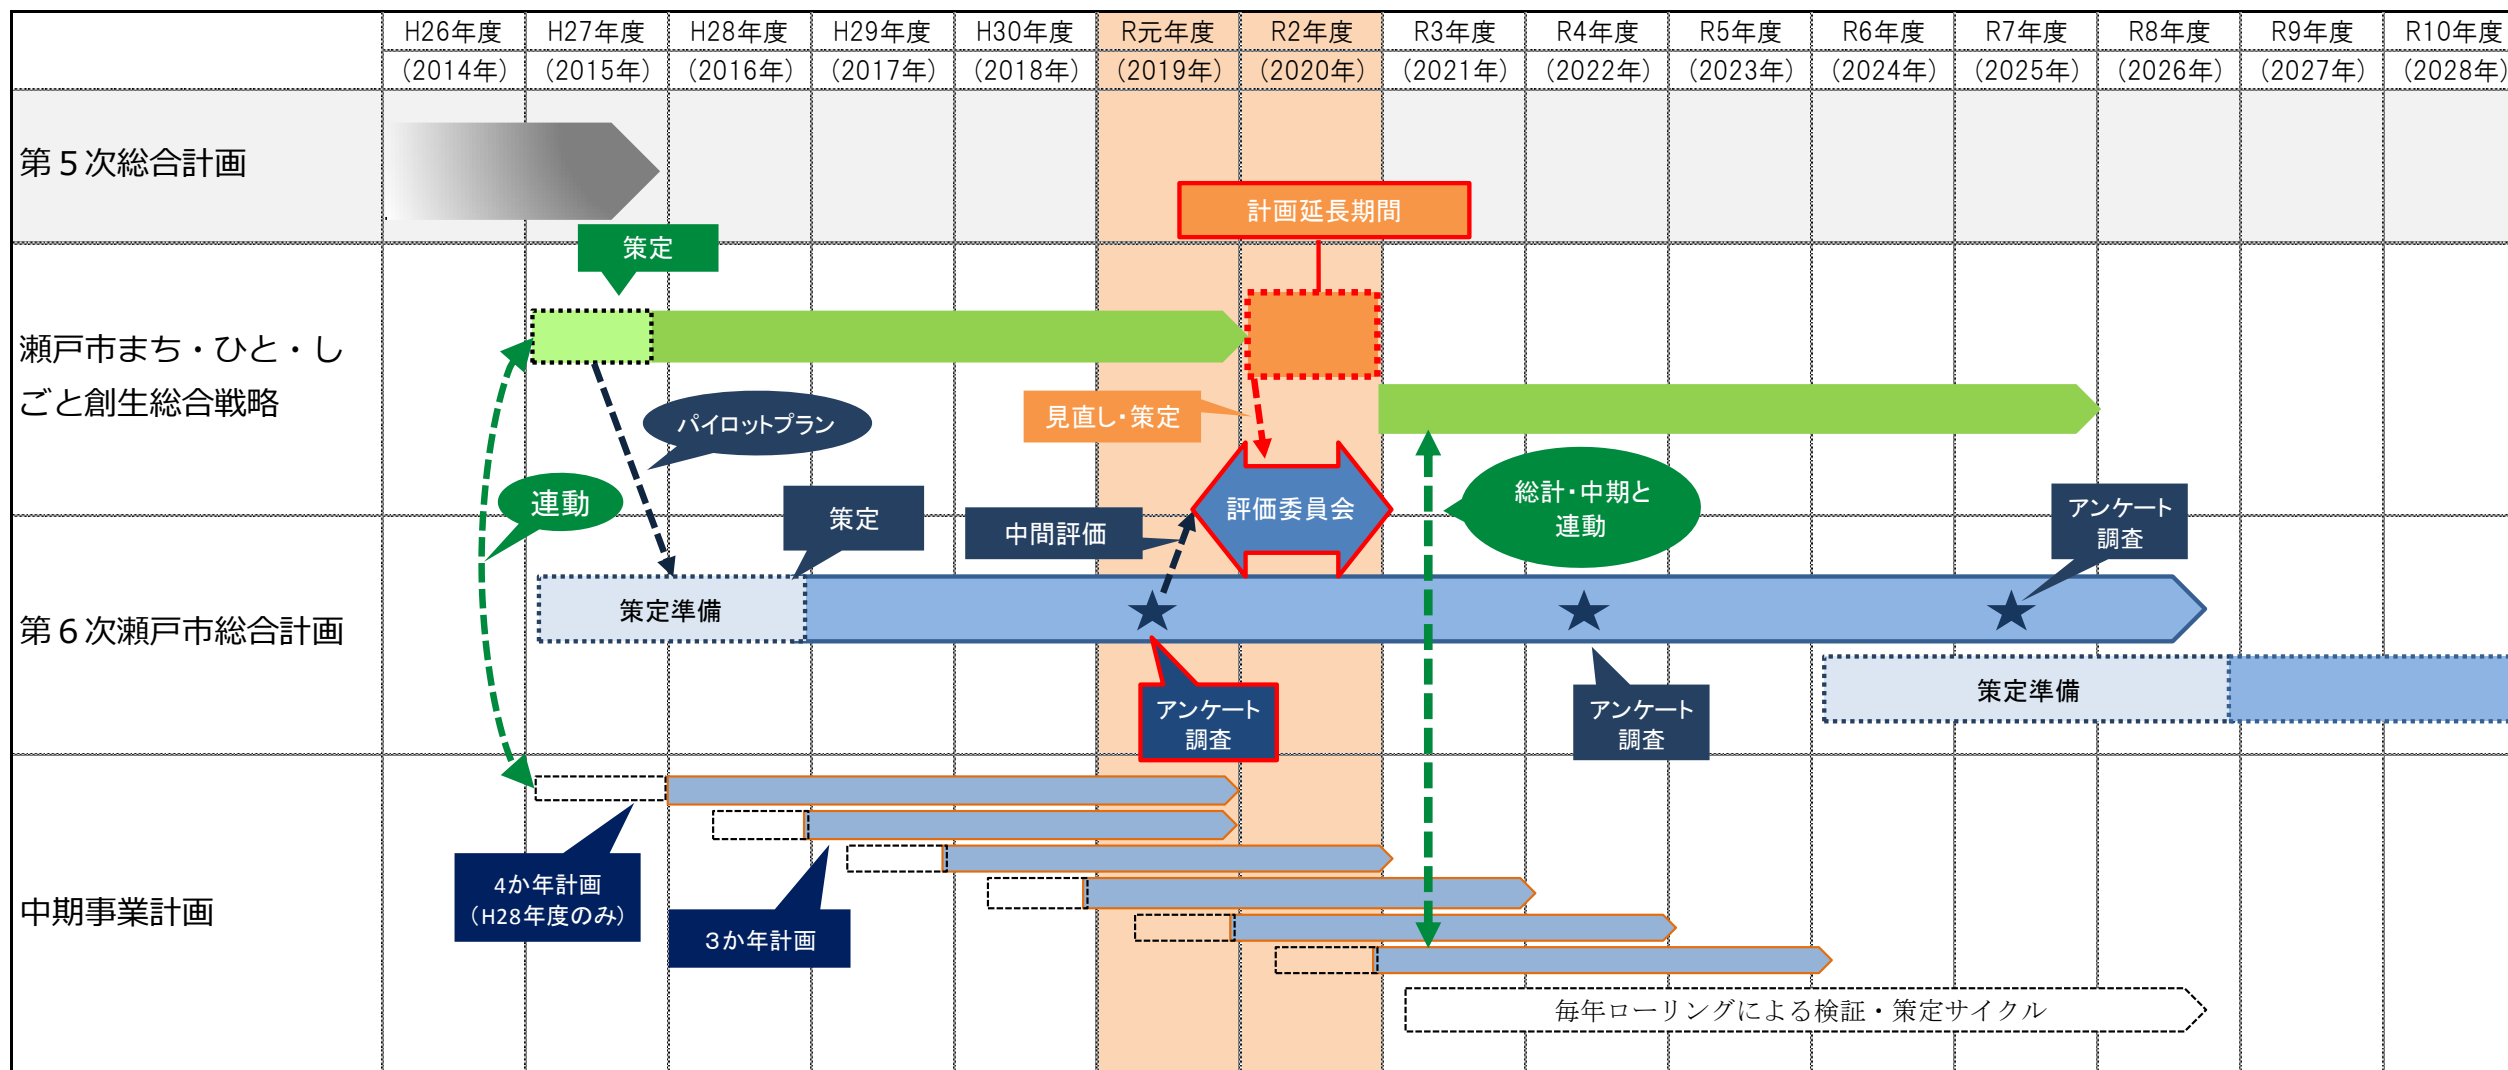 H26年度 H27年度 H28年度 H29年度 H30年度 R元年度 R2年度 R3年度 R4年度 R5年度 R6年度 R7年度 R8年度 R9年度 R10年度
（2014年） （2015年） （2016年） （2017年） （2018年） （2019年） （2020年） （2021年） （2022年） （2023年） （2024年） （2025年） （2026年） （2027年） （2028年）
第５次総合計画
計画延長期間
策定
瀬戸市まち・ひと・し
ごと創生総合戦略
パイロットプラン
見直し・策定
連動
策定
中間評価
評価委員会
総計・中期と
連動
アンケート
調査
第６次瀬戸市総合計画
策定準備
策定準備
アンケート
調査
アンケート
調査
中期事業計画
4か年計画
（H28年度のみ）
３か年計画
毎年ローリングによる検証・策定サイクル